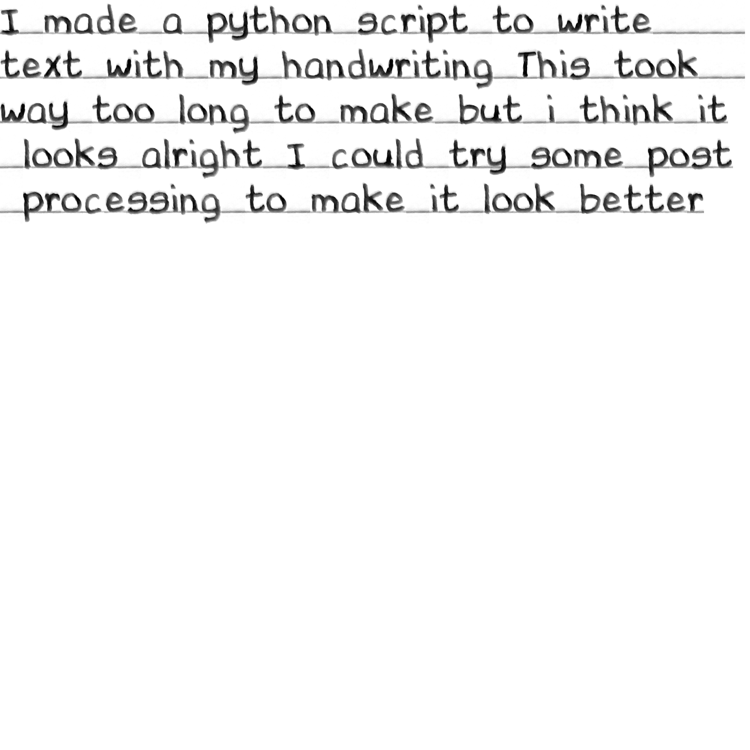 I made a python script to write
text with my handwriting This took
way too long to make but i think it
looks alright I could try some post
processing to make it look better